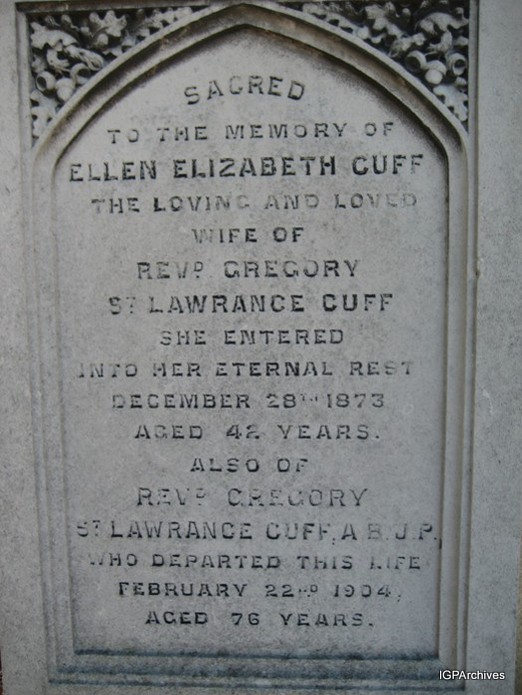 SACRED
TO THE MEMORY OF
ELLEN ELIZABETH CUFF
THE LOVING AND LOVED
WIFE OF
REVD GREGORY
ST LAWRANCE CUFF
SHE ENTERED
INTO HER ETERNAL REST
DECEMBER 28TH 1873
AGED 42 YEARS.
ALSO OF
REVD GREGORY
ST LAWRANCE CUFF, A.B. J.P.
WHO DEPARTED THIS LIFE
FEBRUARY 22ND 1904,
AGED 76 YEARS.
IGPArchives